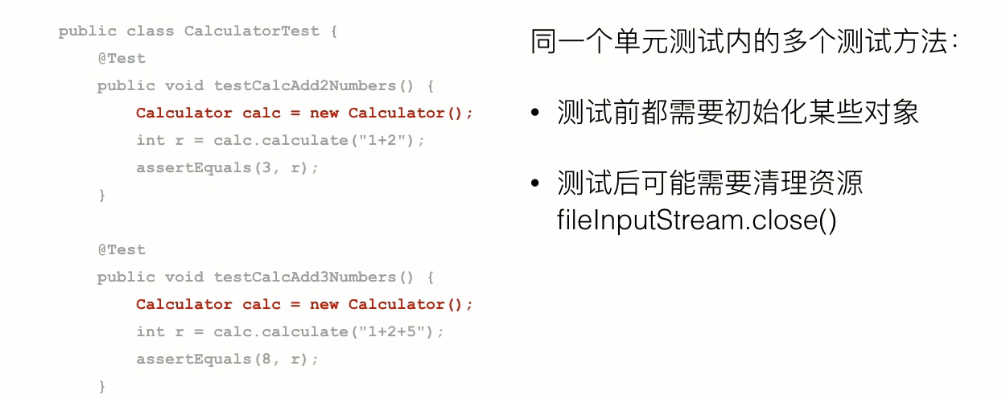 public class CalculatorTest {
@Test
public void testCalcAdd2Numbers() {
Calculator calc = new Calculator();
int r = calc.calculate("1+2");
assertEquals(3, r);
}
@Test
public void testCalcAdd3Numbers() {
Calculator calc = new Calculator();
int r = calc.calculate("1+2+5");
assertEquals(8, r);
}
同一个单元测试内的多个测试方法：
• 测试前都需要初始化某些对象
• 测试后可能需要清理资源
fileInputStream.close()